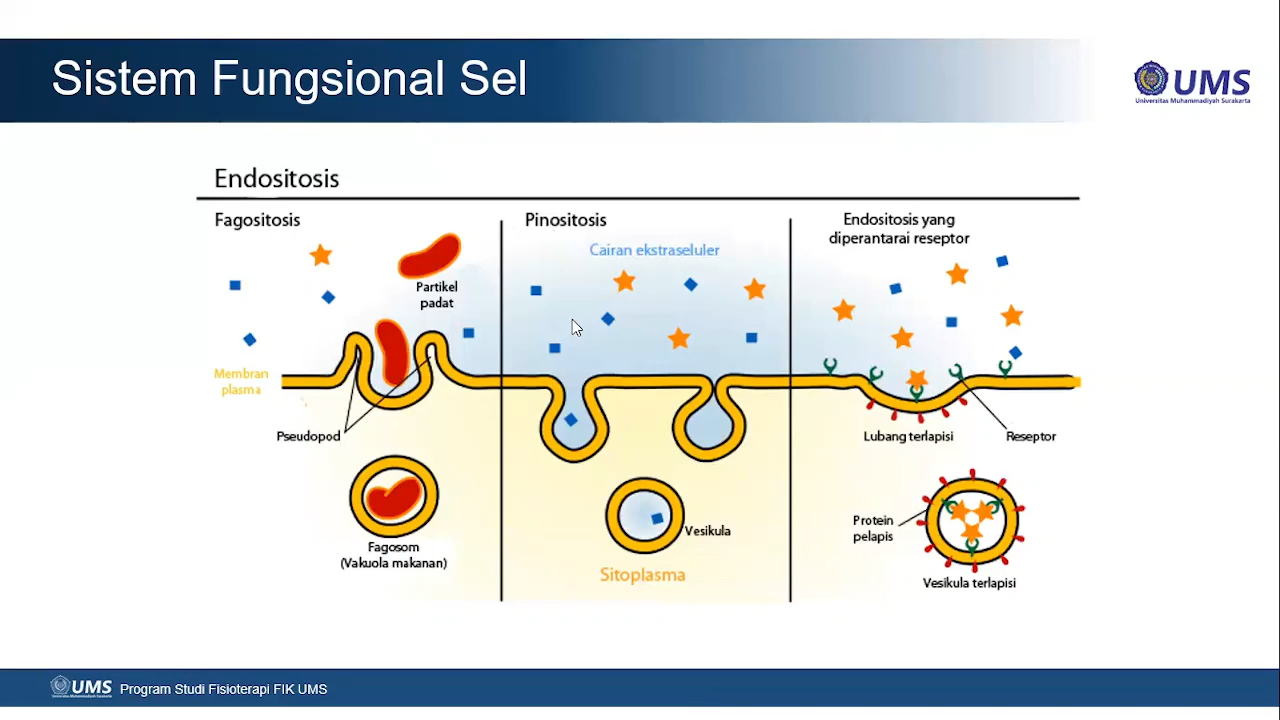 Sistem Fungsional Sel
UMS
Universitas Muhammadiyah Surakarta
Endositosis
Fagositosis
Partikel
padat
Membran
plasma
Pseudopod
Fagosom
(Vakuola makanan)
Pinositosis
Cairan ekstraseluler
Vesikula
Sitoplasma
Endositosis yang
diperantarai reseptor
Lubang terlapisi
Reseptor
Protein
pelapis
Vesikula terlapisi
UMS
Program Studi Fisioterapi FIK UMS